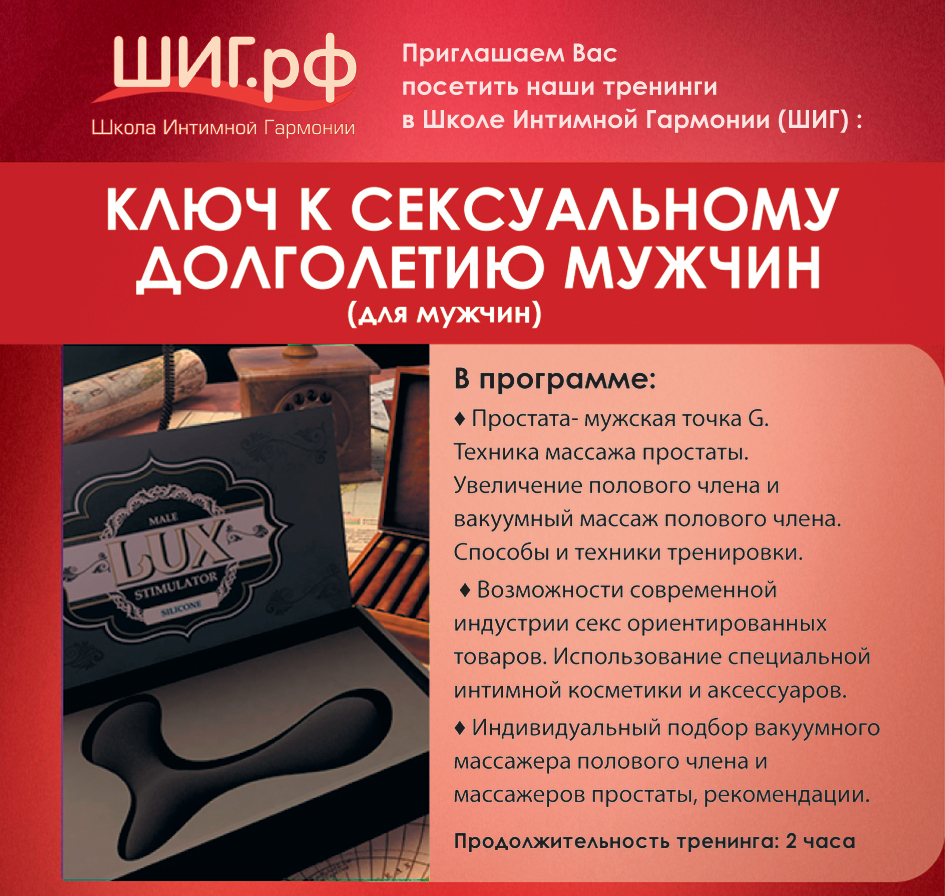 ШИГ.рф
Школа Интимной Гармонии
Приглашаем Вас
посетить наши тренинги
в Школе Интимной Гармонии (ШИГ) :
КЛЮЧ К СЕКСУАЛЬНОМУ
ДОЛГОЛЕТИЮ МУЖЧИН
(для мужчин)
MALE
LUX
STIMULATOR
SILICONE
В программе:
♦ Простата- мужская точка G.
Техника массажа простаты.
Увеличение полового члена и
вакуумный массаж полового члена.
Способы и техники тренировки.
♦ Возможности современной
индустрии секс ориентированных
товаров. Использование специальной
интимной косметики и аксессуаров.
♦ Индивидуальный подбор вакуумного
массажера полового члена и
массажеров простаты, рекомендации.
Продолжительность тренинга: 2 часа